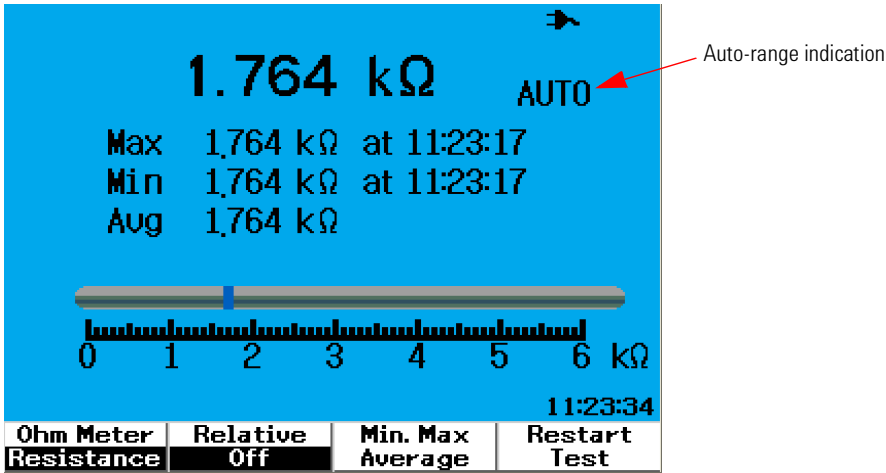 1.764 kΩ
AUTO
Auto-range indication
Max 1.764 kΩ at 11:23:17
Min 1.764 kΩ at 11:23:17
Avg 1.764 kΩ
0 1 2 3 4 5 6 kΩ
11:23:34
Ohm Meter Relative Min. Max Restart
Resistance Off Average Test